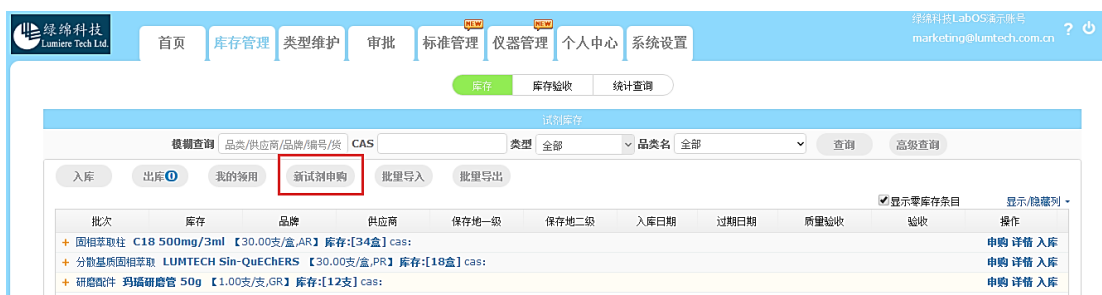 绿绵科技LabOS演示账号
绿绵科技
Lumiere Tech Ltd.
首页 库存管理 类型维护 审批 NEW 标准管理 NEW 仪器管理 个人中心 系统设置
marketing@lumtech.com.cn ?
库存 库存验收 统计查询
试剂库存
模糊查询 品类/供应商/品牌/编号/货 CAS 类型 全部 品类名 全部 查询 高级查询
入库 出库 0 我的领用 新试剂申购 批量导入 批量导出
显示零库存条目 显示/隐藏列
批次 库存 品牌 供应商 保存地一级 保存地二级 入库日期 过期日期 质量验收 验收 操作
+ 固相萃取柱 C18 500mg/3ml 【30.00支/盒,AR】库存:[34盒] cas: 申购 详情 入库
+ 分散基质固相萃取 LUMTECH Sin-QuEChERS 【30.00支/盒,PR】库存:[18盒] cas: 申购 详情 入库
+ 研磨配件 玛瑙研磨管 50g 【1.00支/支,GR】库存:[12支] cas: 申购 详情 入库